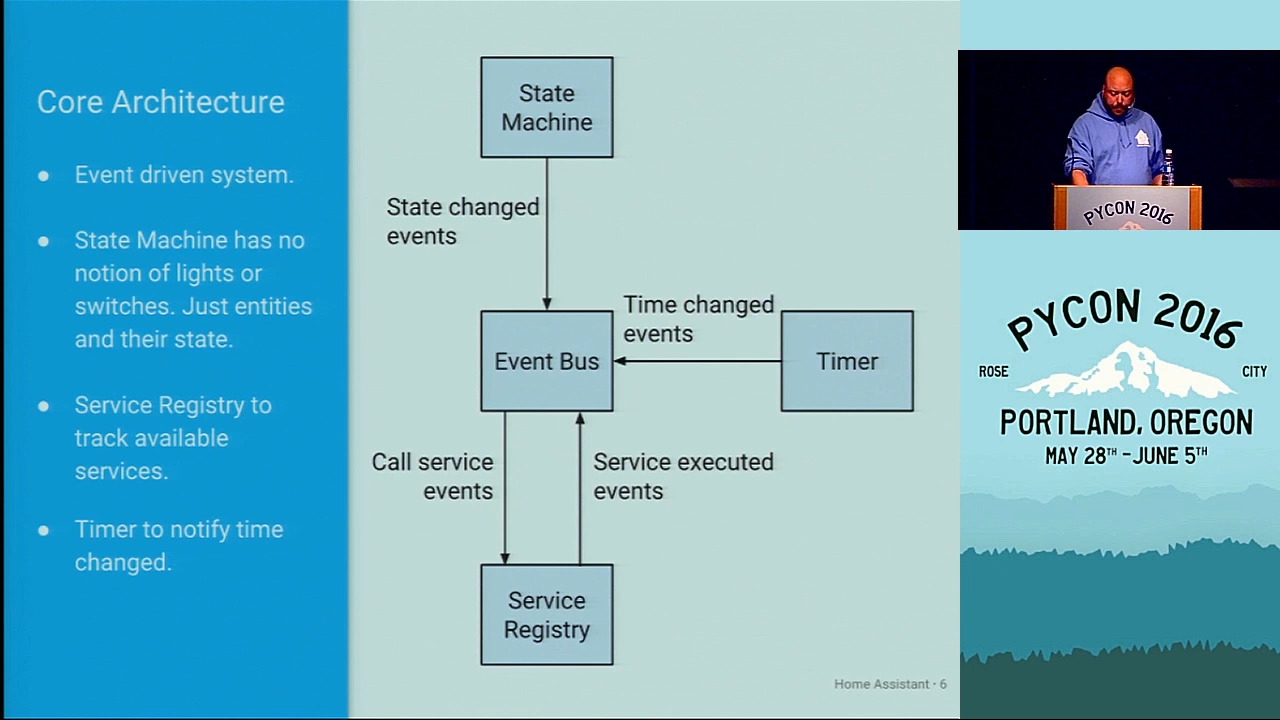 Core Architecture
● Event driven system.
● State Machine has no
notion of lights or
switches. Just entities
and their state.
● Service Registry to
track available
services.
● Timer to notify time
changed.
State
Machine
State changed
events
Time changed
events
Event Bus
Timer
Call service
events
Service executed
events
Service
Registry
Home Assistant · 6
PYCON 2016
PYCON 2016
ROSE
CITY
PORTLAND, OREGON
MAY 28TH - JUNE 5TH